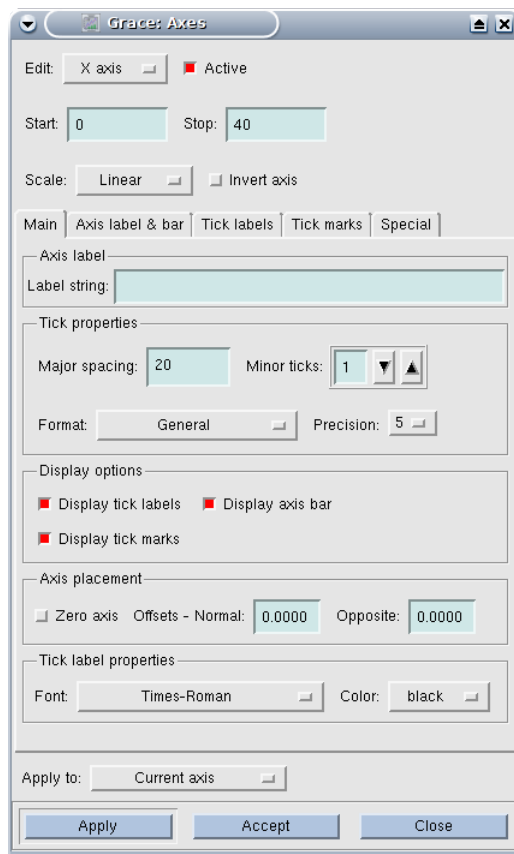 Grace: Axes
Edit: X axis Active
Start: 0 Stop: 40
Scale: Linear Invert axis
Main Axis label & bar Tick labels Tick marks Special
Axis label
Label string:
Tick properties
Major spacing: 20 Minor ticks: 1
Format: General Precision: 5
Display options
Display tick labels Display axis bar
Display tick marks
Axis placement
Zero axis Offsets - Normal: 0.0000 Opposite: 0.0000
Tick label properties
Font: Times-Roman Color: black
Apply to: Current axis
Apply Accept Close